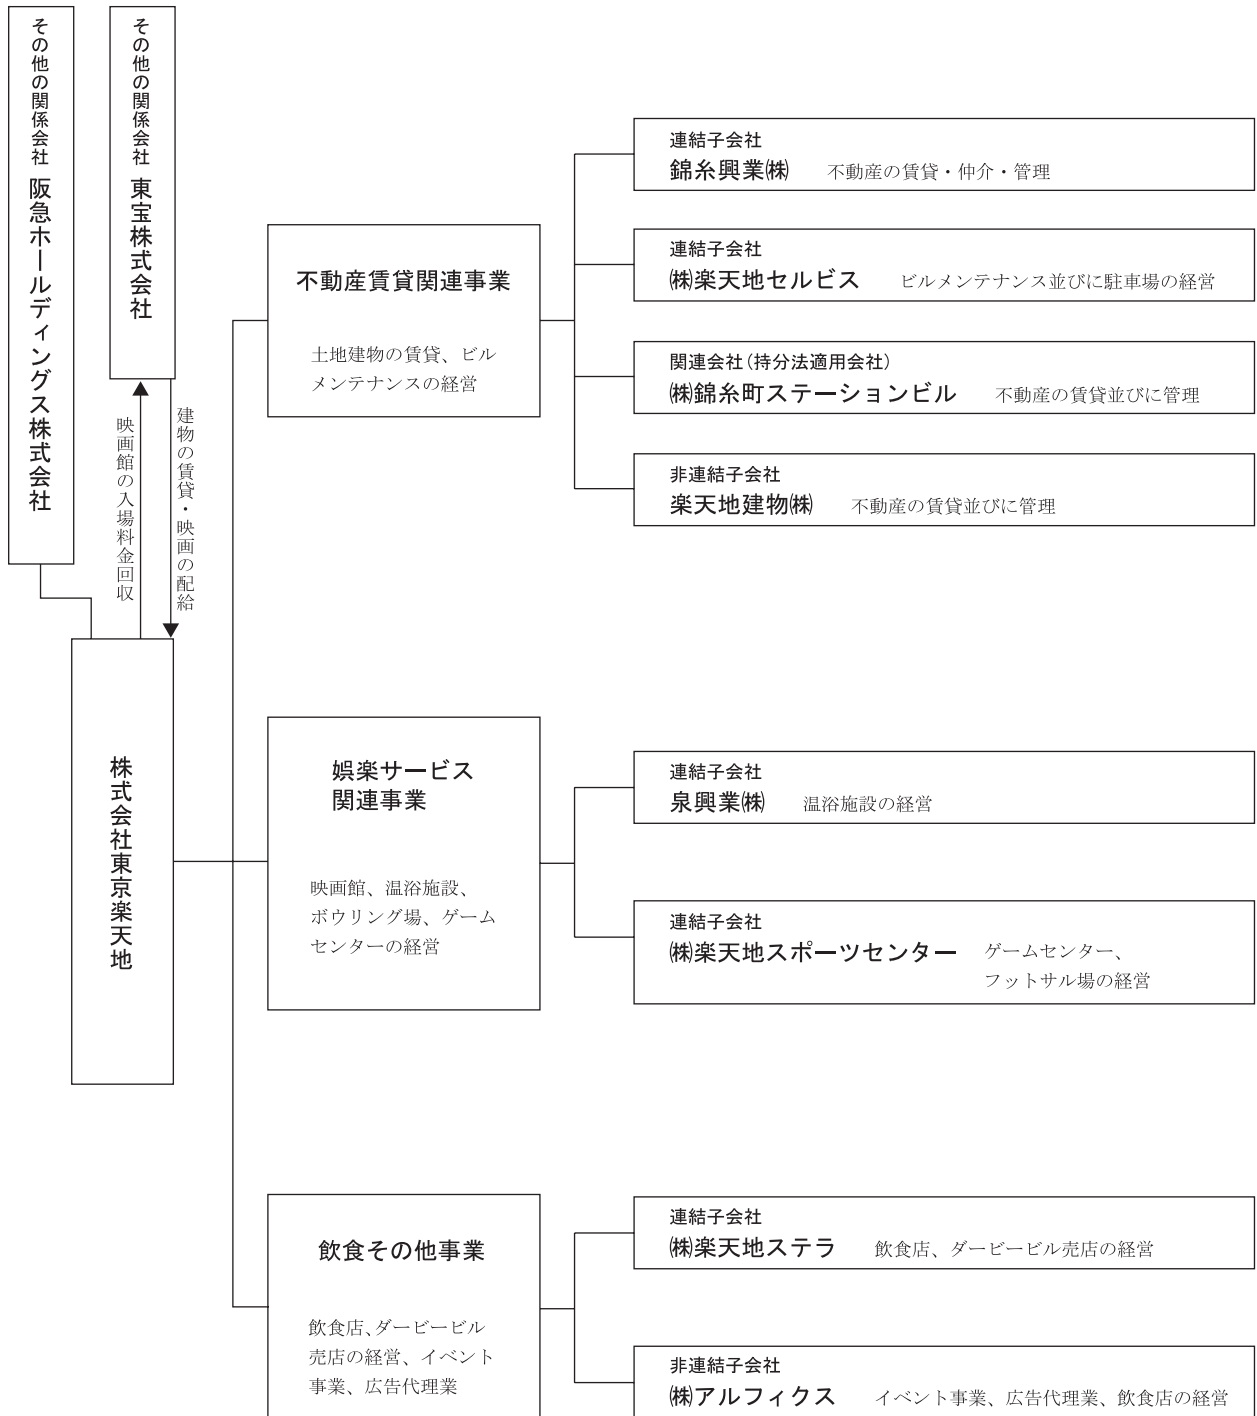 その他の関係会社 阪急ホールディングス株式会社
その他の関係会社 東宝株式会社
映画館の入場料金回収
建物の賃貸・映画の配給
株式会社東京楽天地
不動産賃貸関連事業
土地建物の賃貸、ビル
メンテナンスの経営
連結子会社
錦糸興業㈱ 不動産の賃貸・仲介・管理
連結子会社
㈱楽天地セルビス ビルメンテナンス並びに駐車場の経営
関連会社(持分法適用会社)
㈱錦糸町ステーションビル 不動産の賃貸並びに管理
非連結子会社
楽天地建物㈱ 不動産の賃貸並びに管理
娯楽サービス
関連事業
映画館、温浴施設、
ボウリング場、ゲーム
センターの経営
連結子会社
泉興業㈱ 温浴施設の経営
連結子会社
㈱楽天地スポーツセンター ゲームセンター、
フットサル場の経営
飲食その他事業
飲食店、ダービービル
売店の経営、イベント
事業、広告代理業
連結子会社
㈱楽天地ステラ 飲食店、ダービービル売店の経営
非連結子会社
㈱アルフィクス イベント事業、広告代理業、飲食店の経営